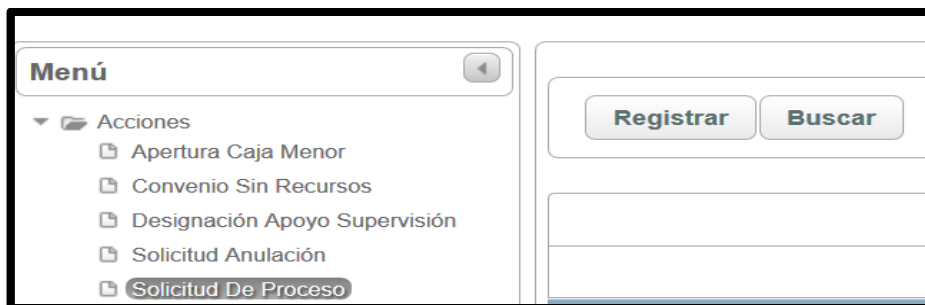 Menú
Acciones
Apertura Caja Menor
Convenio Sin Recursos
Designación Apoyo Supervisión
Solicitud Anulación
Solicitud De Proceso
Registrar
Buscar